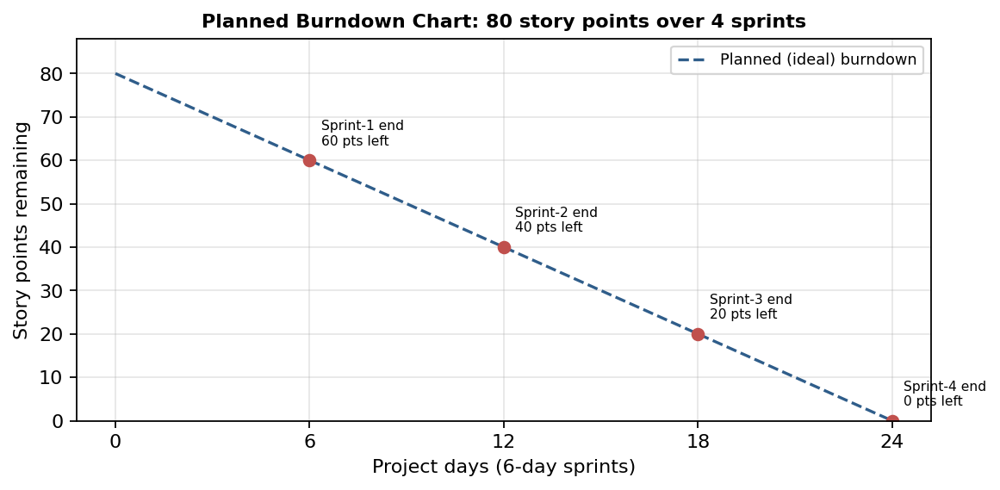 Planned Burndown Chart: 80 story points over 4 sprints
Planned (ideal) burndown
Story points remaining
80
70
60
50
40
30
20
10
0
Sprint-1 end
60 pts left
Sprint-2 end
40 pts left
Sprint-3 end
20 pts left
Sprint-4 end
0 pts left
0
6
12
18
24
Project days (6-day sprints)